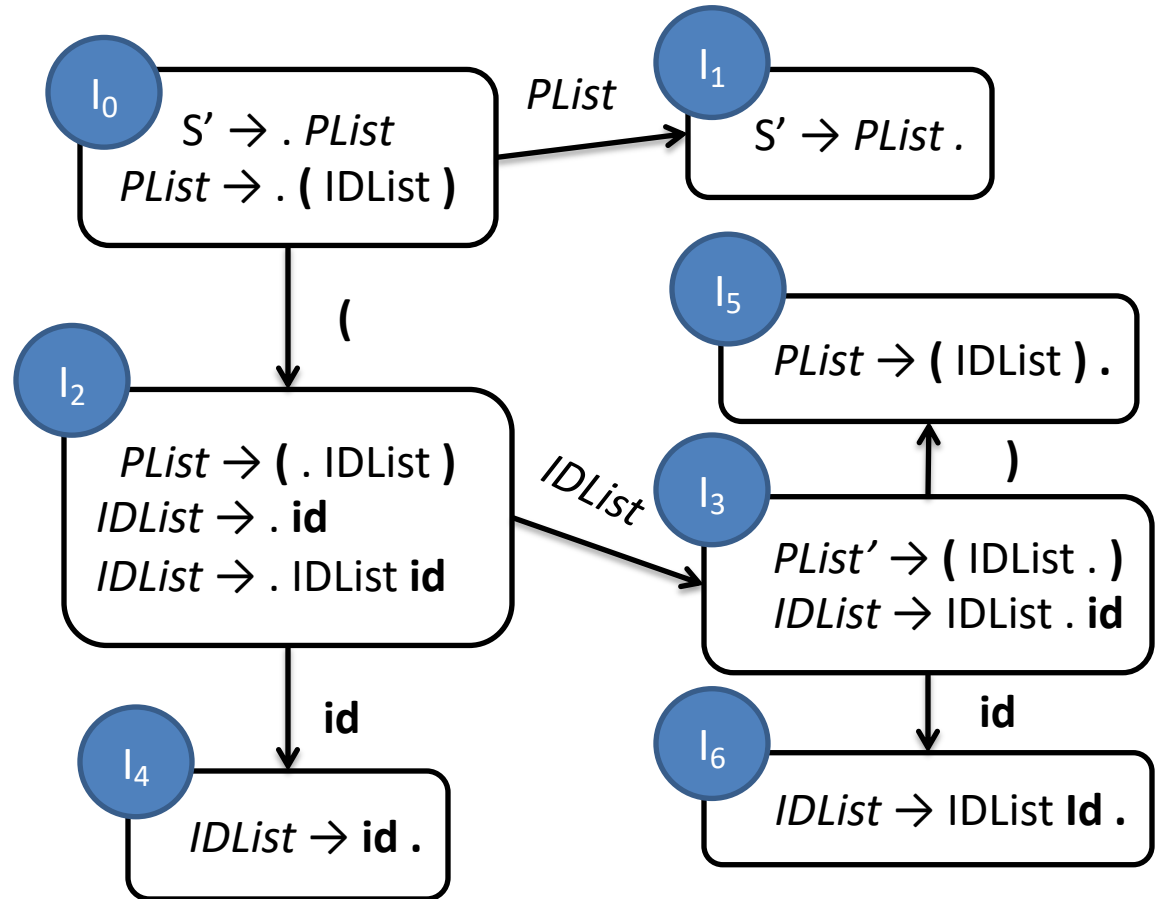 I₀
S’ → . PList
PList → . ( IDList )
PList
I₁
S’ → PList .
(
I₂
PList → ( . IDList )
IDList → . id
IDList → . IDList id
IDList
I₅
PList → ( IDList ) .
)
I₃
PList’ → ( IDList . )
IDList → IDList . id
id
I₄
IDList → id .
id
I₆
IDList → IDList Id .